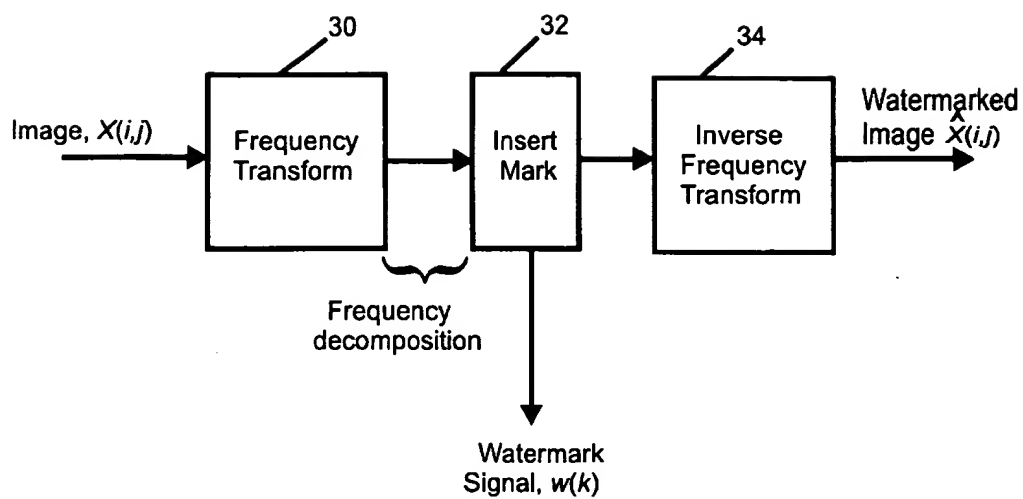 30
32
34
Image, X(i,j)
Frequency
Transform
Insert
Mark
Inverse
Frequency
Transform
Watermarked
Image X̂(i,j)
Frequency
decomposition
Watermark
Signal, w(k)